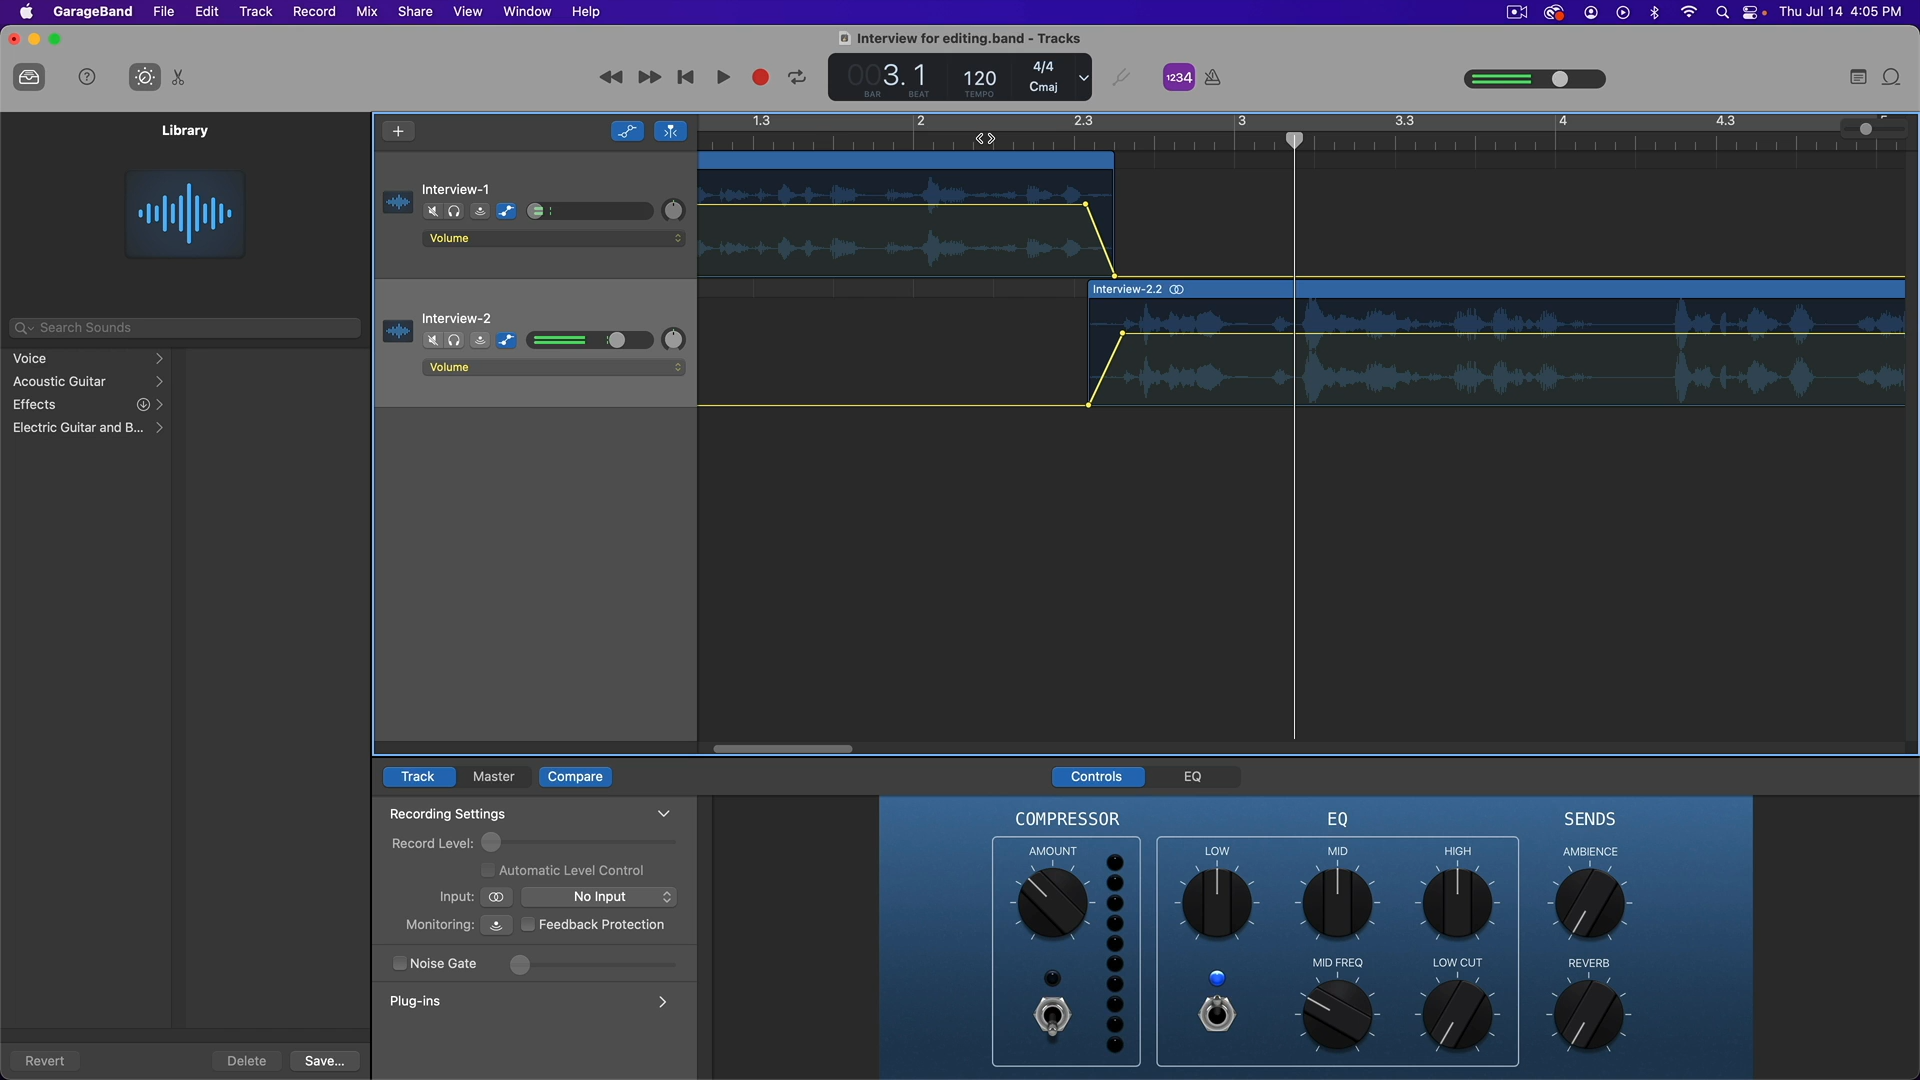 GarageBand File Edit Track Record Mix Share View Window Help Thu Jul 14 4:05 PM
Interview for editing.band - Tracks
003. 1 120 4/4 Cmaj
BAR BEAT TEMPO
1234
Library
1.3 2 2.3 3 3.3 4 4.3
Interview-1
Volume
Interview-2.2
Interview-2
Volume
Search Sounds
Voice
Acoustic Guitar
Effects
Electric Guitar and B...
Track Master Compare Controls EQ
Recording Settings
Record Level:
Automatic Level Control
Input: No Input
Monitoring: Feedback Protection
Noise Gate
Plug-ins
COMPRESSOR EQ SENDS
AMOUNT LOW MID HIGH AMBIENCE
MID FREQ LOW CUT REVERB
Revert Delete Save...